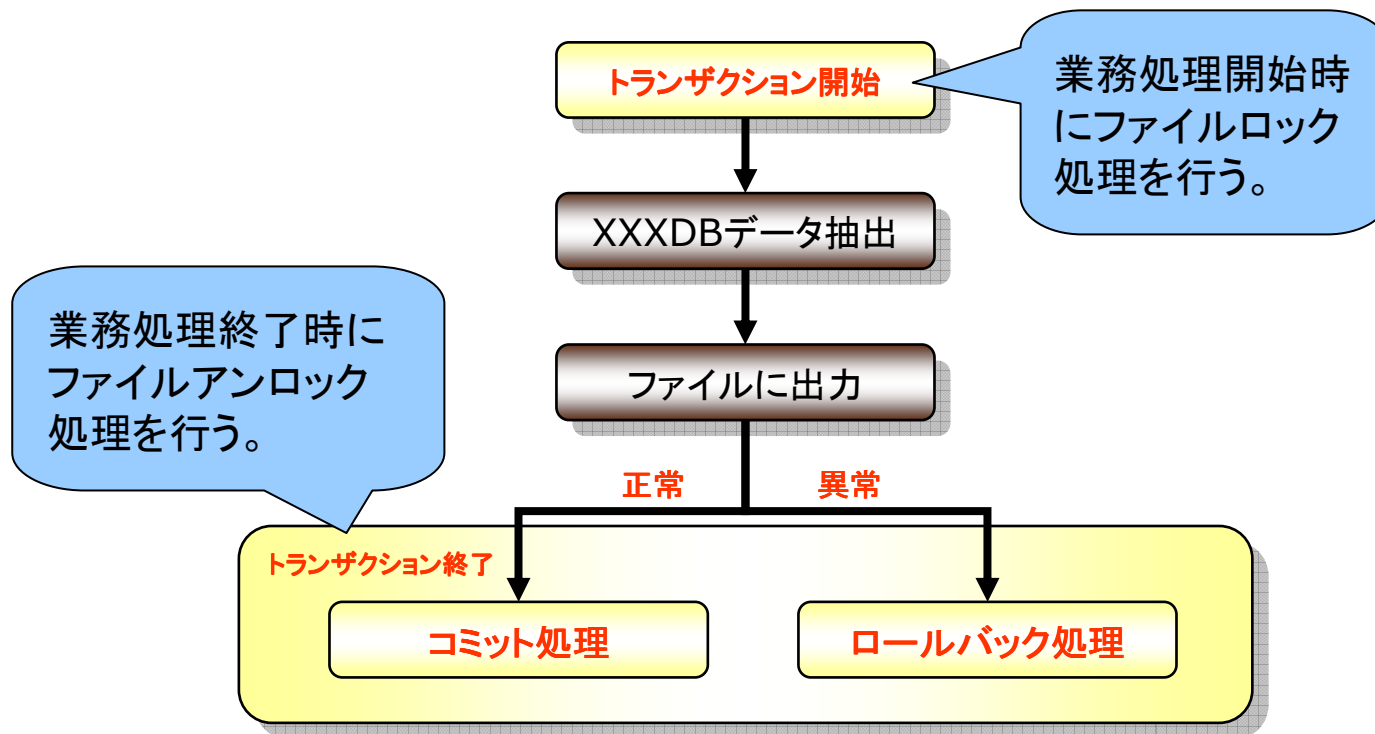 トランザクション開始
業務処理開始時
にファイルロック
処理を行う。
XXXDBデータ抽出
業務処理終了時に
ファイルアンロック
処理を行う。
ファイルに出力
正常
異常
トランザクション終了
コミット処理
ロールバック処理